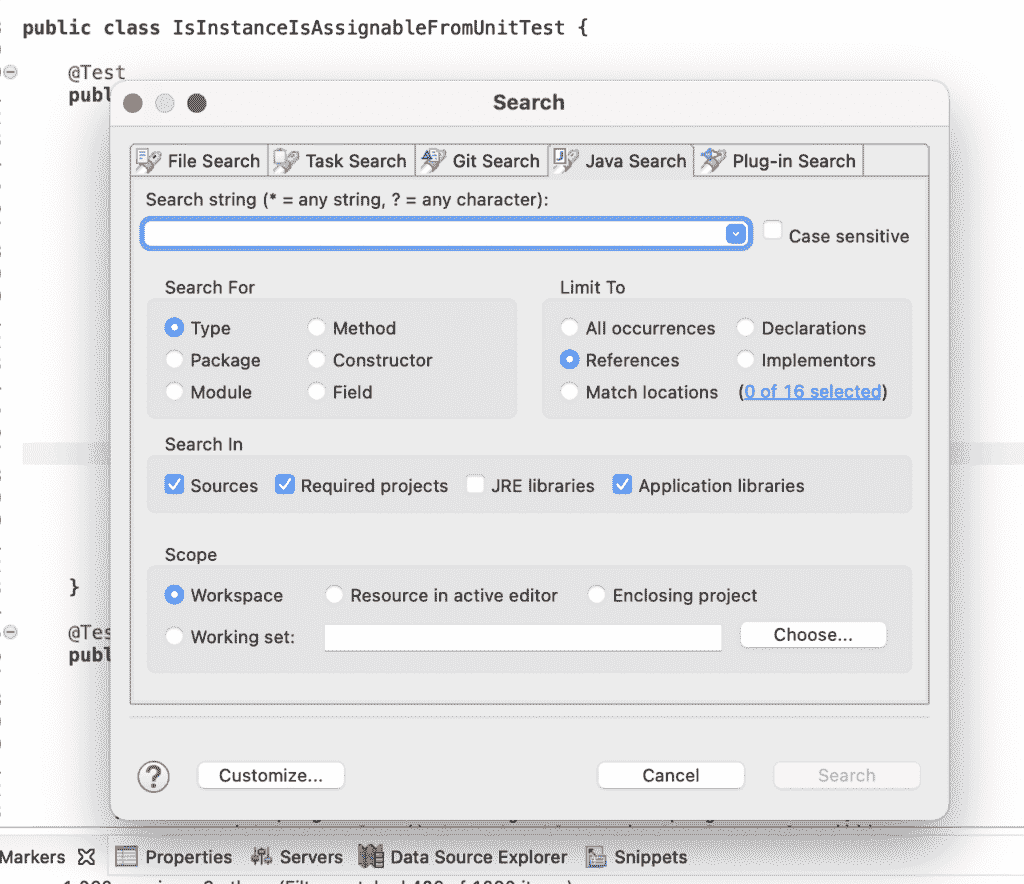 public class IsInstanceIsAssignableFromUnitTest {
@Test
publ
Search
File Search Task Search Git Search Java Search Plug-in Search
Search string (* = any string, ? = any character):
Case sensitive
Search For Limit To
Type Method All occurrences Declarations
Package Constructor References Implementors
Module Field Match locations (0 of 16 selected)
Search In
Sources Required projects JRE libraries Application libraries
Scope
Workspace Resource in active editor Enclosing project
Working set: Choose...
}
@Tes
publ
? Customize... Cancel Search
Markers Properties Servers Data Source Explorer Snippets